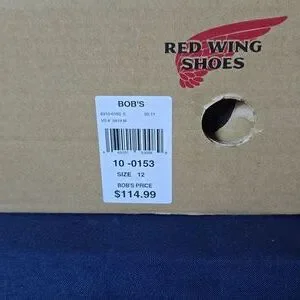 RED WING
SHOES
BOB'S
10 -0153
SIZE 12
BOB'S PRICE
$114.99